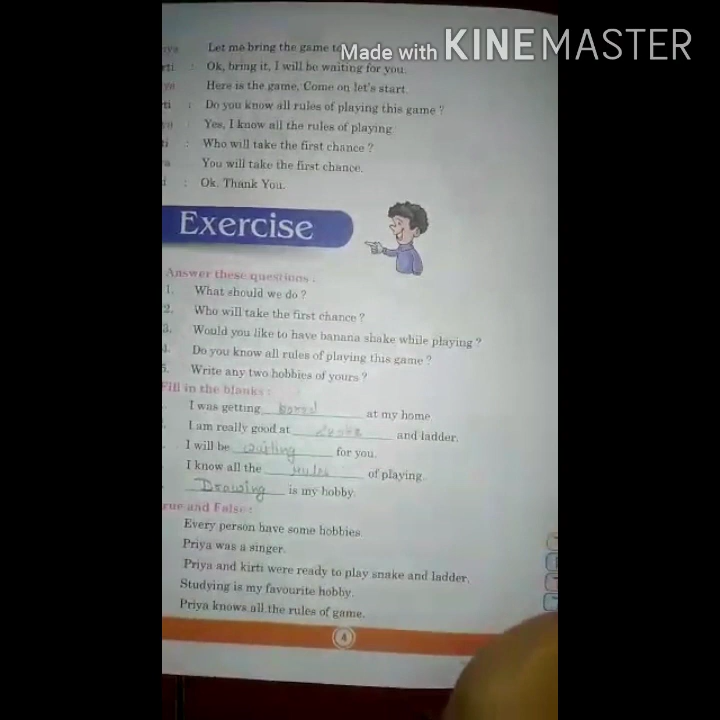 Made with KINEMASTER
Let me bring the game
Ok, bring it, I will be waiting for you.
Here is the game. Come on let's start.
: Do you know all rules of playing this game ?
: Yes, I know all the rules of playing
: Who will take the first chance ?
You will take the first chance.
: Ok. Thank You.
Exercise
Answer these questions :
1. What should we do ?
2. Who will take the first chance ?
3. Would you like to have banana shake while playing ?
4. Do you know all rules of playing this game ?
5. Write any two hobbies of yours ?
Fill in the blanks :
I was getting bored at my home
I am really good at snake and ladder.
I will be waiting for you.
I know all the rules of playing.
Drawing is my hobby.
rue and False :
Every person have some hobbies
Priya was a singer.
Priya and kirti were ready to play snake and ladder.
Studying is my favourite hobby.
Priya knows all the rules of game.
4